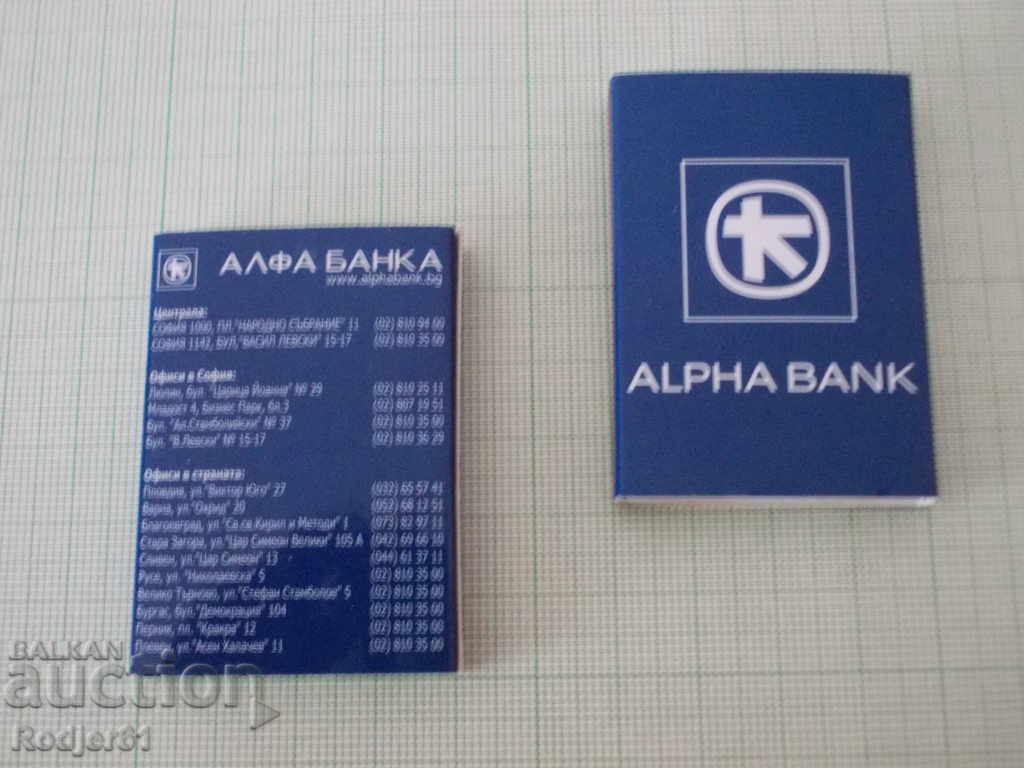 АЛФА БАНКА
www.alphabank.bg
Централа:
СОФИЯ 1000, ПЛ."НАРОДНО СЪБРАНИЕ" 11 (02) 810 94 00
СОФИЯ 1142, БУЛ."ВАСИЛ ЛЕВСКИ" 15-17 (02) 810 35 00
Офиси в София:
Люлин, бул. "Царица Йоанна" № 29 (02) 810 25 11
Младост 4, Бизнес Парк, бл.3 (02) 807 19 51
бул. "Ал.Стамболийски" № 37 (02) 810 35 00
бул. "В.Левски" № 15-17 (02) 810 36 29
Офиси в страната:
Пловдив, ул."Виктор Юго" 27 (032) 65 57 41
Варна, ул."Охрид" 20 (052) 68 12 51
Благоевград, ул."Св.св.Кирил и Методи" 1 (073) 82 97 11
Стара Загора, ул."Цар Симеон Велики" 105 А (042) 69 66 10
Сливен, ул."Цар Симеон" 13 (044) 61 37 11
Русе, ул. "Николаевска" 5 (02) 810 35 00
Велико Търново, ул."Стефан Стамболов" 5 (02) 810 35 00
Бургас, бул."Демокрация" 104 (02) 810 35 00
Перник, пл. "Кракра" 12 (02) 810 35 00
Плевен, ул."Асен Халачев" 11 (02) 810 35 00
ALPHA BANK
BALKAN
auction
Rodjer81